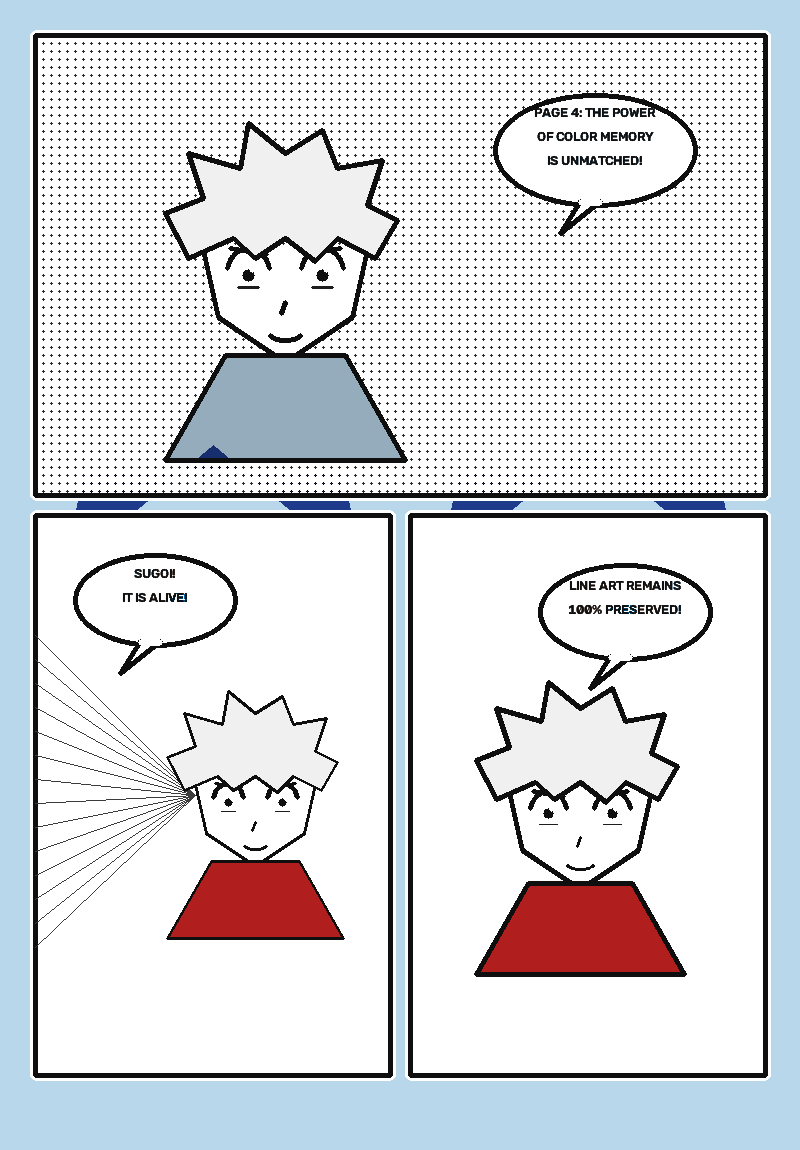 PAGE 4: THE POWER
OF COLOR MEMORY
IS UNMATCHED!
SUGOI!
IT IS ALIVE!
LINE ART REMAINS
100% PRESERVED!